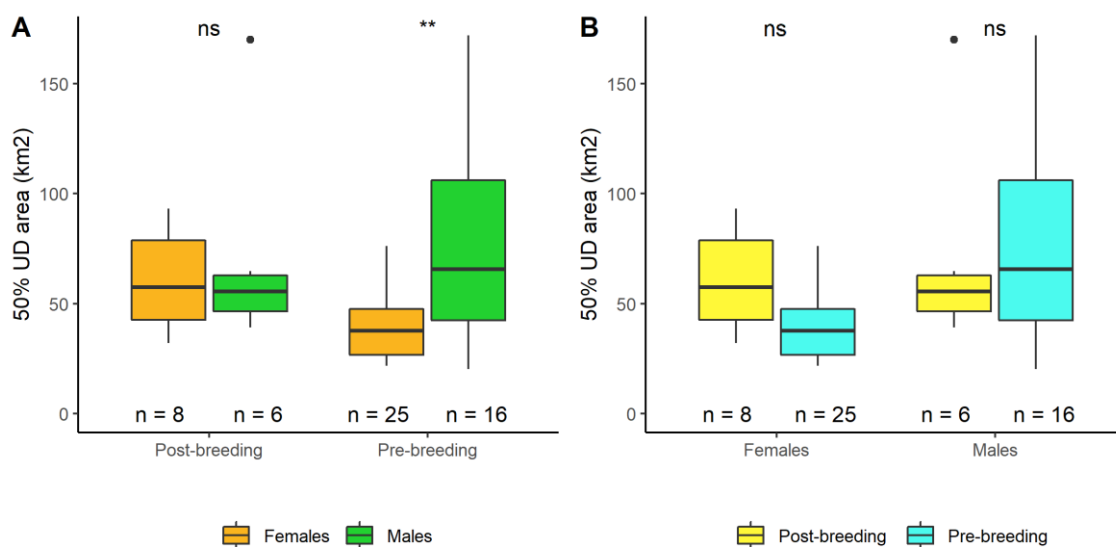 A
ns
**
50% UD area (km2)
150
100
50
0
n = 8
n = 6
n = 25
n = 16
Post-breeding
Pre-breeding
Females
Males
B
ns
ns
50% UD area (km2)
150
100
50
0
n = 8
n = 25
n = 6
n = 16
Females
Males
Post-breeding
Pre-breeding